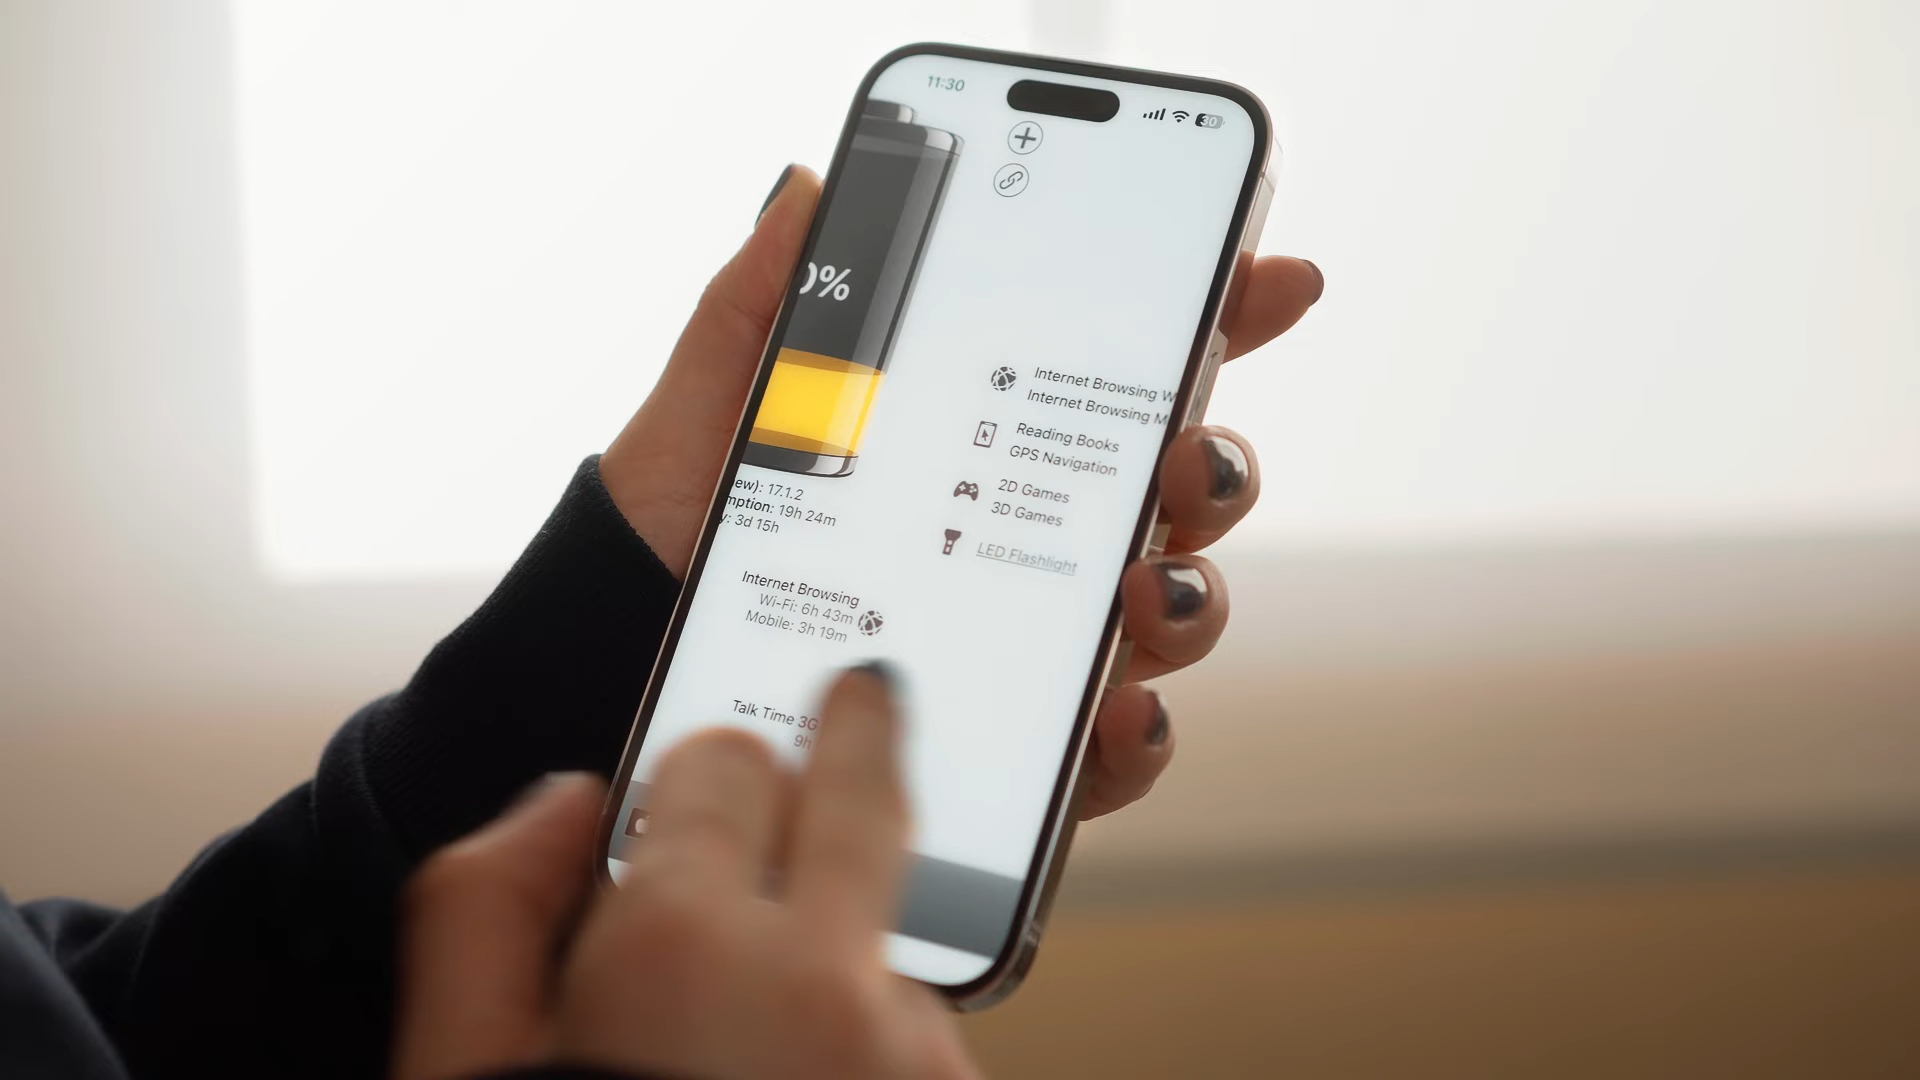 11:30
30
0%
Internet Browsing W
Internet Browsing M
Reading Books
GPS Navigation
2D Games
3D Games
LED Flashlight
ew): 17.1.2
mption: 19h 24m
y: 3d 15h
Internet Browsing
Wi-Fi: 6h 43m
Mobile: 3h 19m
Talk Time 3G
9h